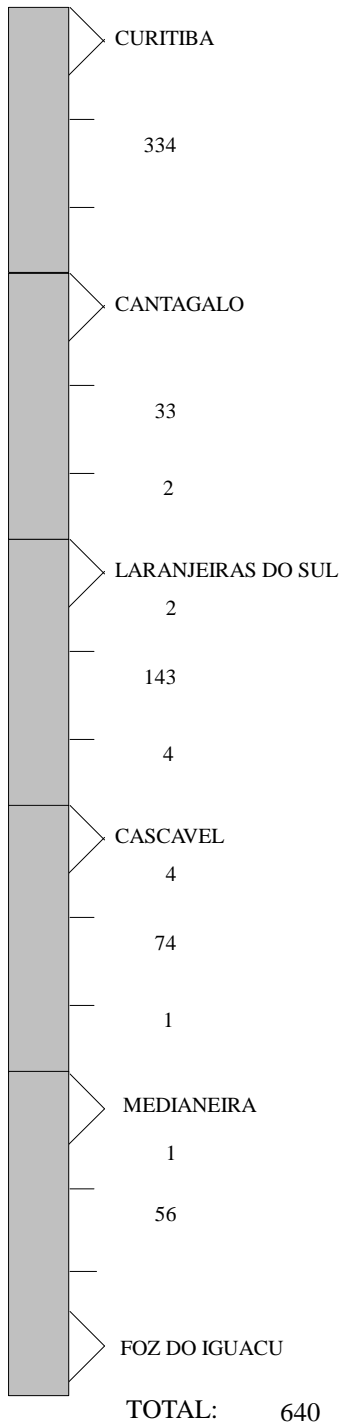 CURITIBA
334
CANTAGALO
33
2
LARANJEIRAS DO SUL
2
143
4
CASCAVEL
4
74
1
MEDIANEIRA
1
56
FOZ DO IGUACU
TOTAL: 640